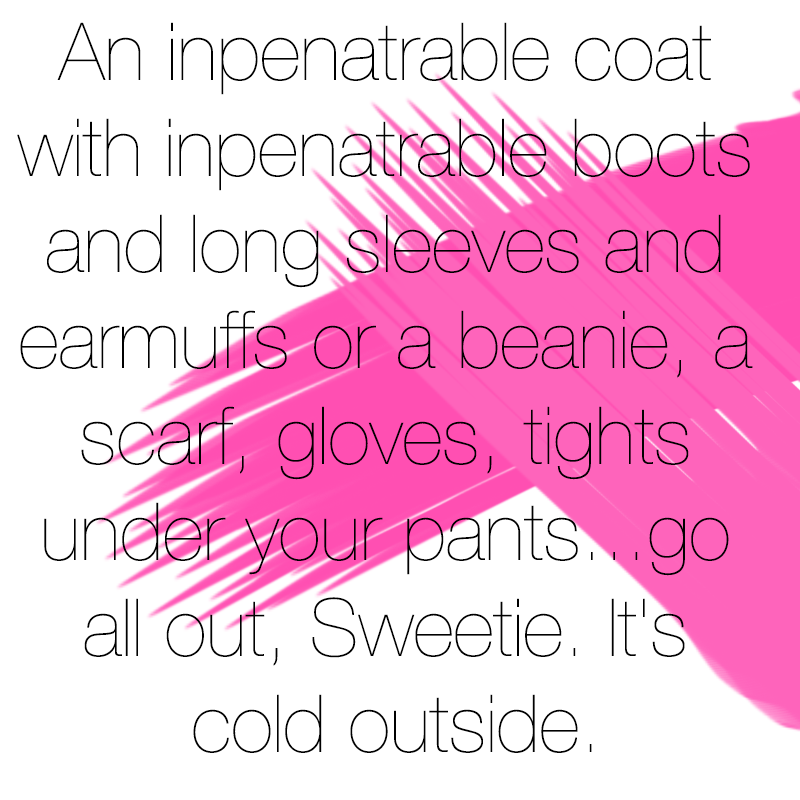 An inpenatrable coat
with inpenatrable boots
and long sleeves and
earmuffs or a beanie, a
scarf, gloves, tights
under your pants...go
all out, Sweetie. It's
cold outside.